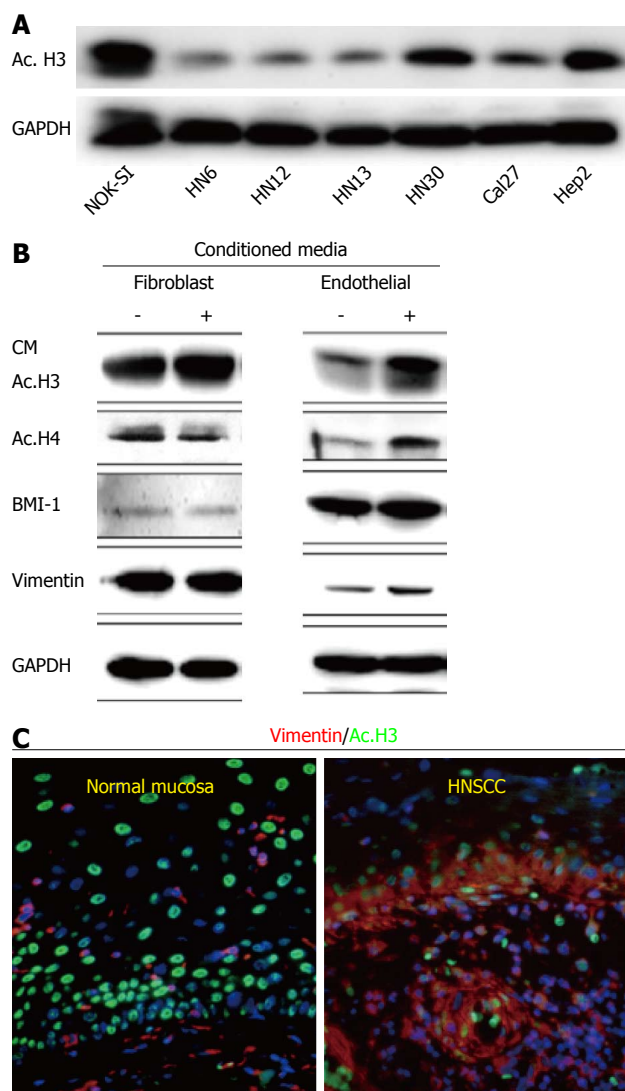 A
Ac. H3
GAPDH
NOK-SI HN6 HN12 HN13 HN30 Cal27 Hep2
B
Conditioned media
Fibroblast Endothelial
- + - +
CM
Ac.H3
Ac.H4
BMI-1
Vimentin
GAPDH
C
Vimentin/Ac.H3
Normal mucosa HNSCC